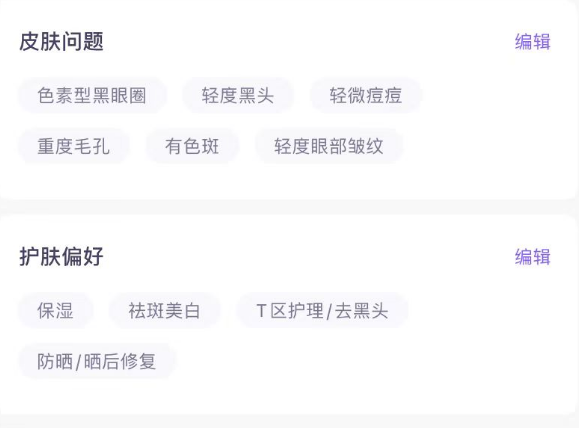 皮肤问题 编辑
色素型黑眼圈 轻度黑头 轻微痘痘
重度毛孔 有色斑 轻度眼部皱纹
护肤偏好 编辑
保湿 祛斑美白 T区护理/去黑头
防晒/晒后修复